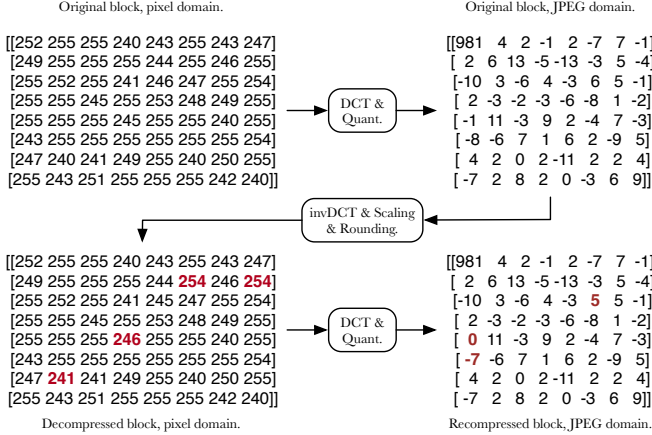 Original block, pixel domain.
[[252 255 255 240 243 255 243 247]
[249 255 255 255 244 255 246 255]
[255 252 255 241 246 247 255 254]
[255 255 245 255 253 248 249 255]
[255 255 255 245 255 255 240 255]
[243 255 255 255 255 255 255 254]
[247 240 241 249 255 240 250 255]
[255 243 251 255 255 255 242 240]]
DCT &
Quant.
Original block, JPEG domain.
[[981 4 2 -1 2 -7 7 -1]
[ 2 6 13 -5 -13 -3 5 -4]
[-10 3 -6 4 -3 6 5 -1]
[ 2 -3 -2 -3 -6 -8 1 -2]
[ -1 11 -3 9 2 -4 7 -3]
[ -8 -6 7 1 6 2 -9 5]
[ 4 2 0 2 -11 2 2 4]
[ -7 2 8 2 0 -3 6 9]]
invDCT & Scaling
& Rounding.
[[252 255 255 240 243 255 243 247]
[249 255 255 255 244 254 246 254]
[255 252 255 241 245 247 255 254]
[255 255 245 255 253 248 249 255]
[255 255 255 246 255 255 240 255]
[243 255 255 255 255 255 255 254]
[247 241 241 249 255 240 250 255]
[255 243 251 255 255 255 242 240]]
Decompressed block, pixel domain.
DCT &
Quant.
[[981 4 2 -1 2 -7 7 -1]
[ 2 6 13 -5 -13 -3 5 -4]
[-10 3 -6 4 -3 5 5 -1]
[ 2 -3 -2 -3 -6 -8 1 -2]
[ 0 11 -3 9 2 -4 7 -3]
[ -7 -6 7 1 6 2 -9 5]
[ 4 2 0 2 -11 2 2 4]
[ -7 2 8 2 0 -3 6 9]]
Recompressed block, JPEG domain.